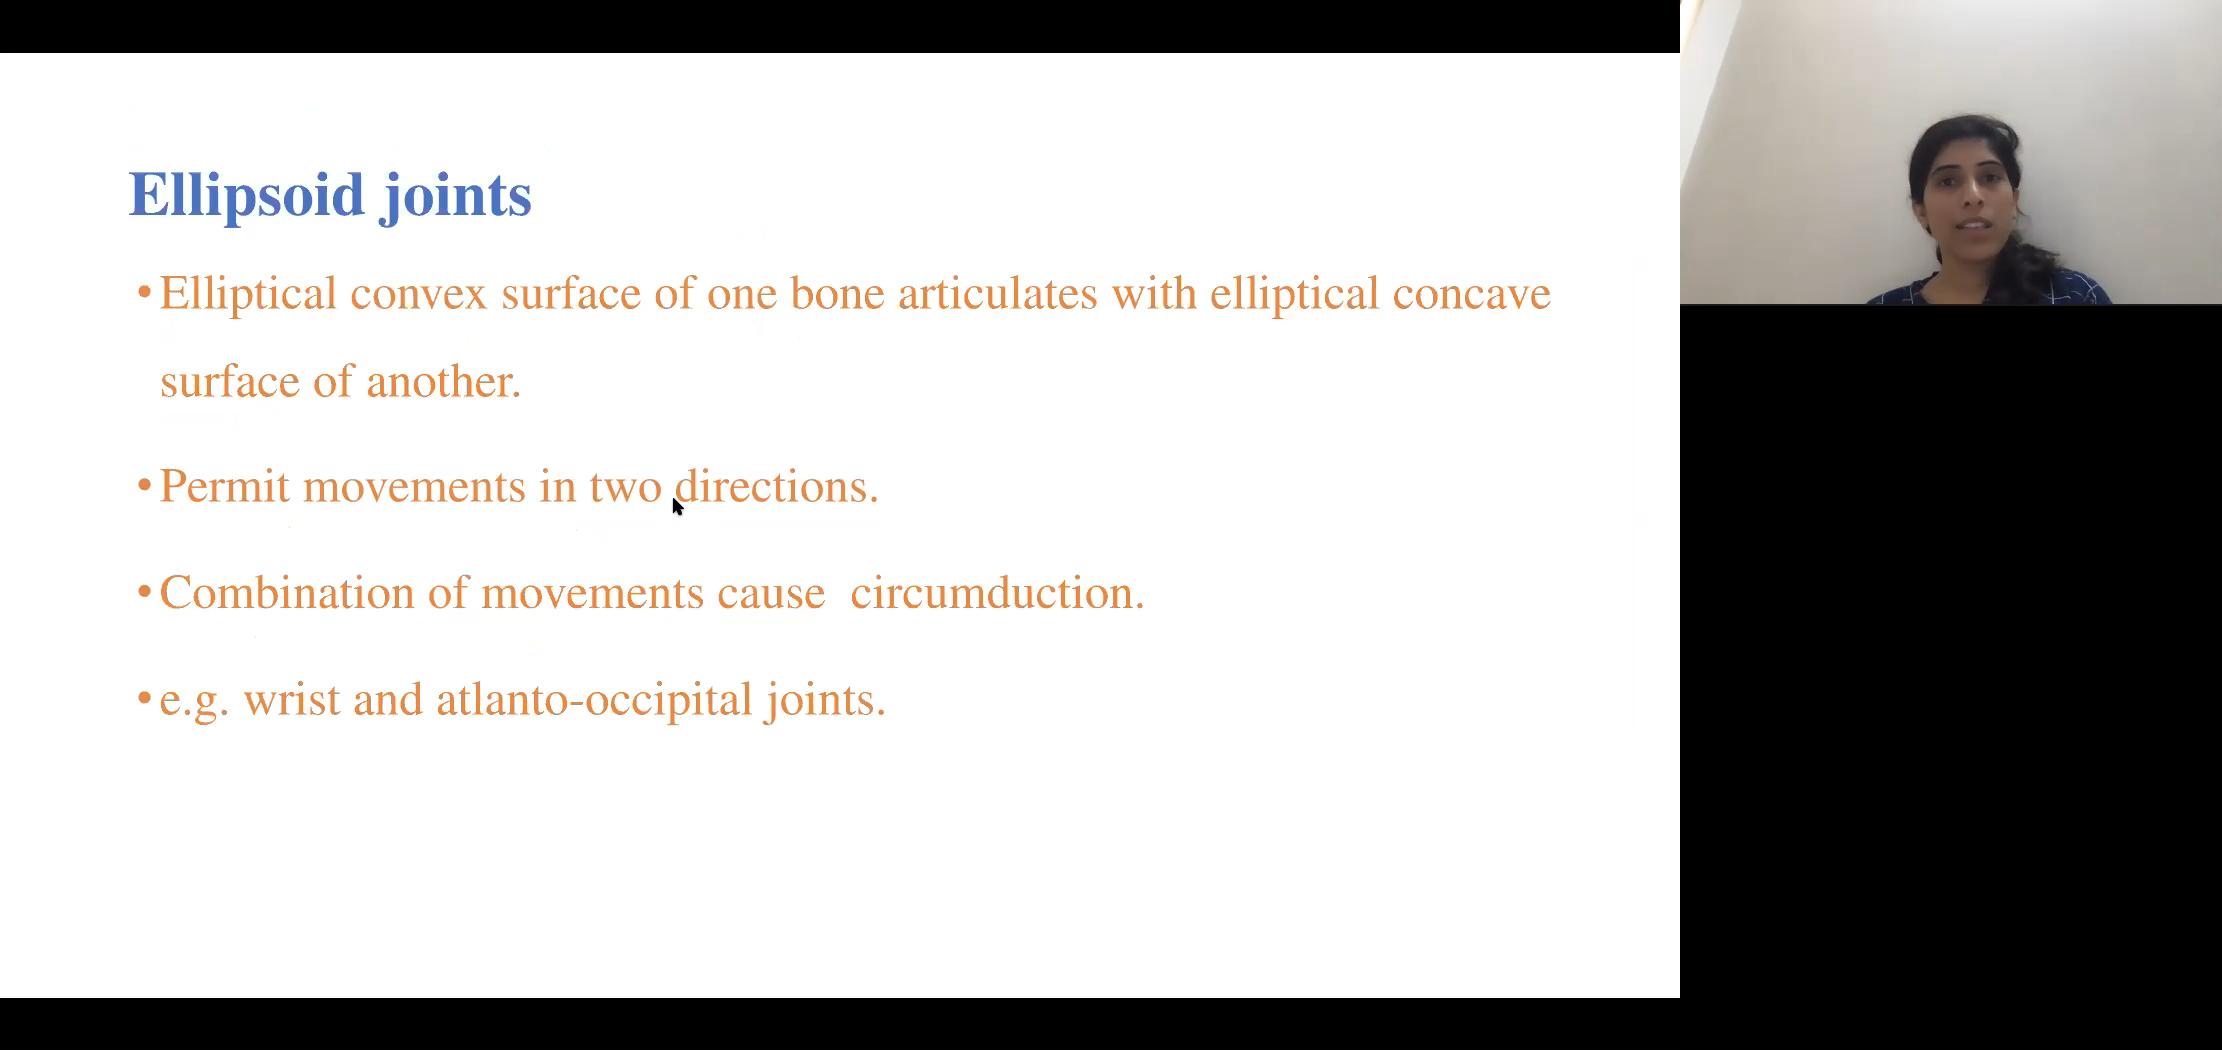 Ellipsoid joints
•Elliptical convex surface of one bone articulates with elliptical concave
surface of another.
•Permit movements in two directions.
•Combination of movements cause  circumduction.
•e.g. wrist and atlanto-occipital joints.